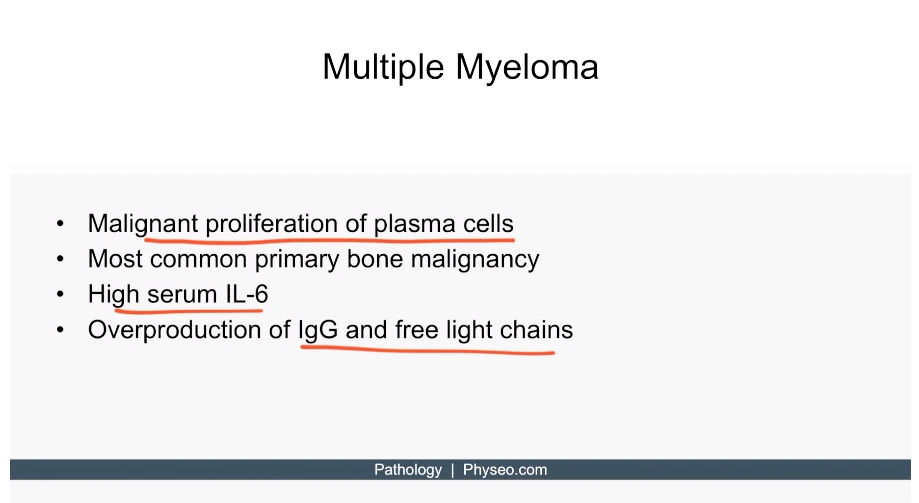 Multiple Myeloma
• Malignant proliferation of plasma cells
• Most common primary bone malignancy
• High serum IL-6
• Overproduction of IgG and free light chains
Pathology | Physeo.com